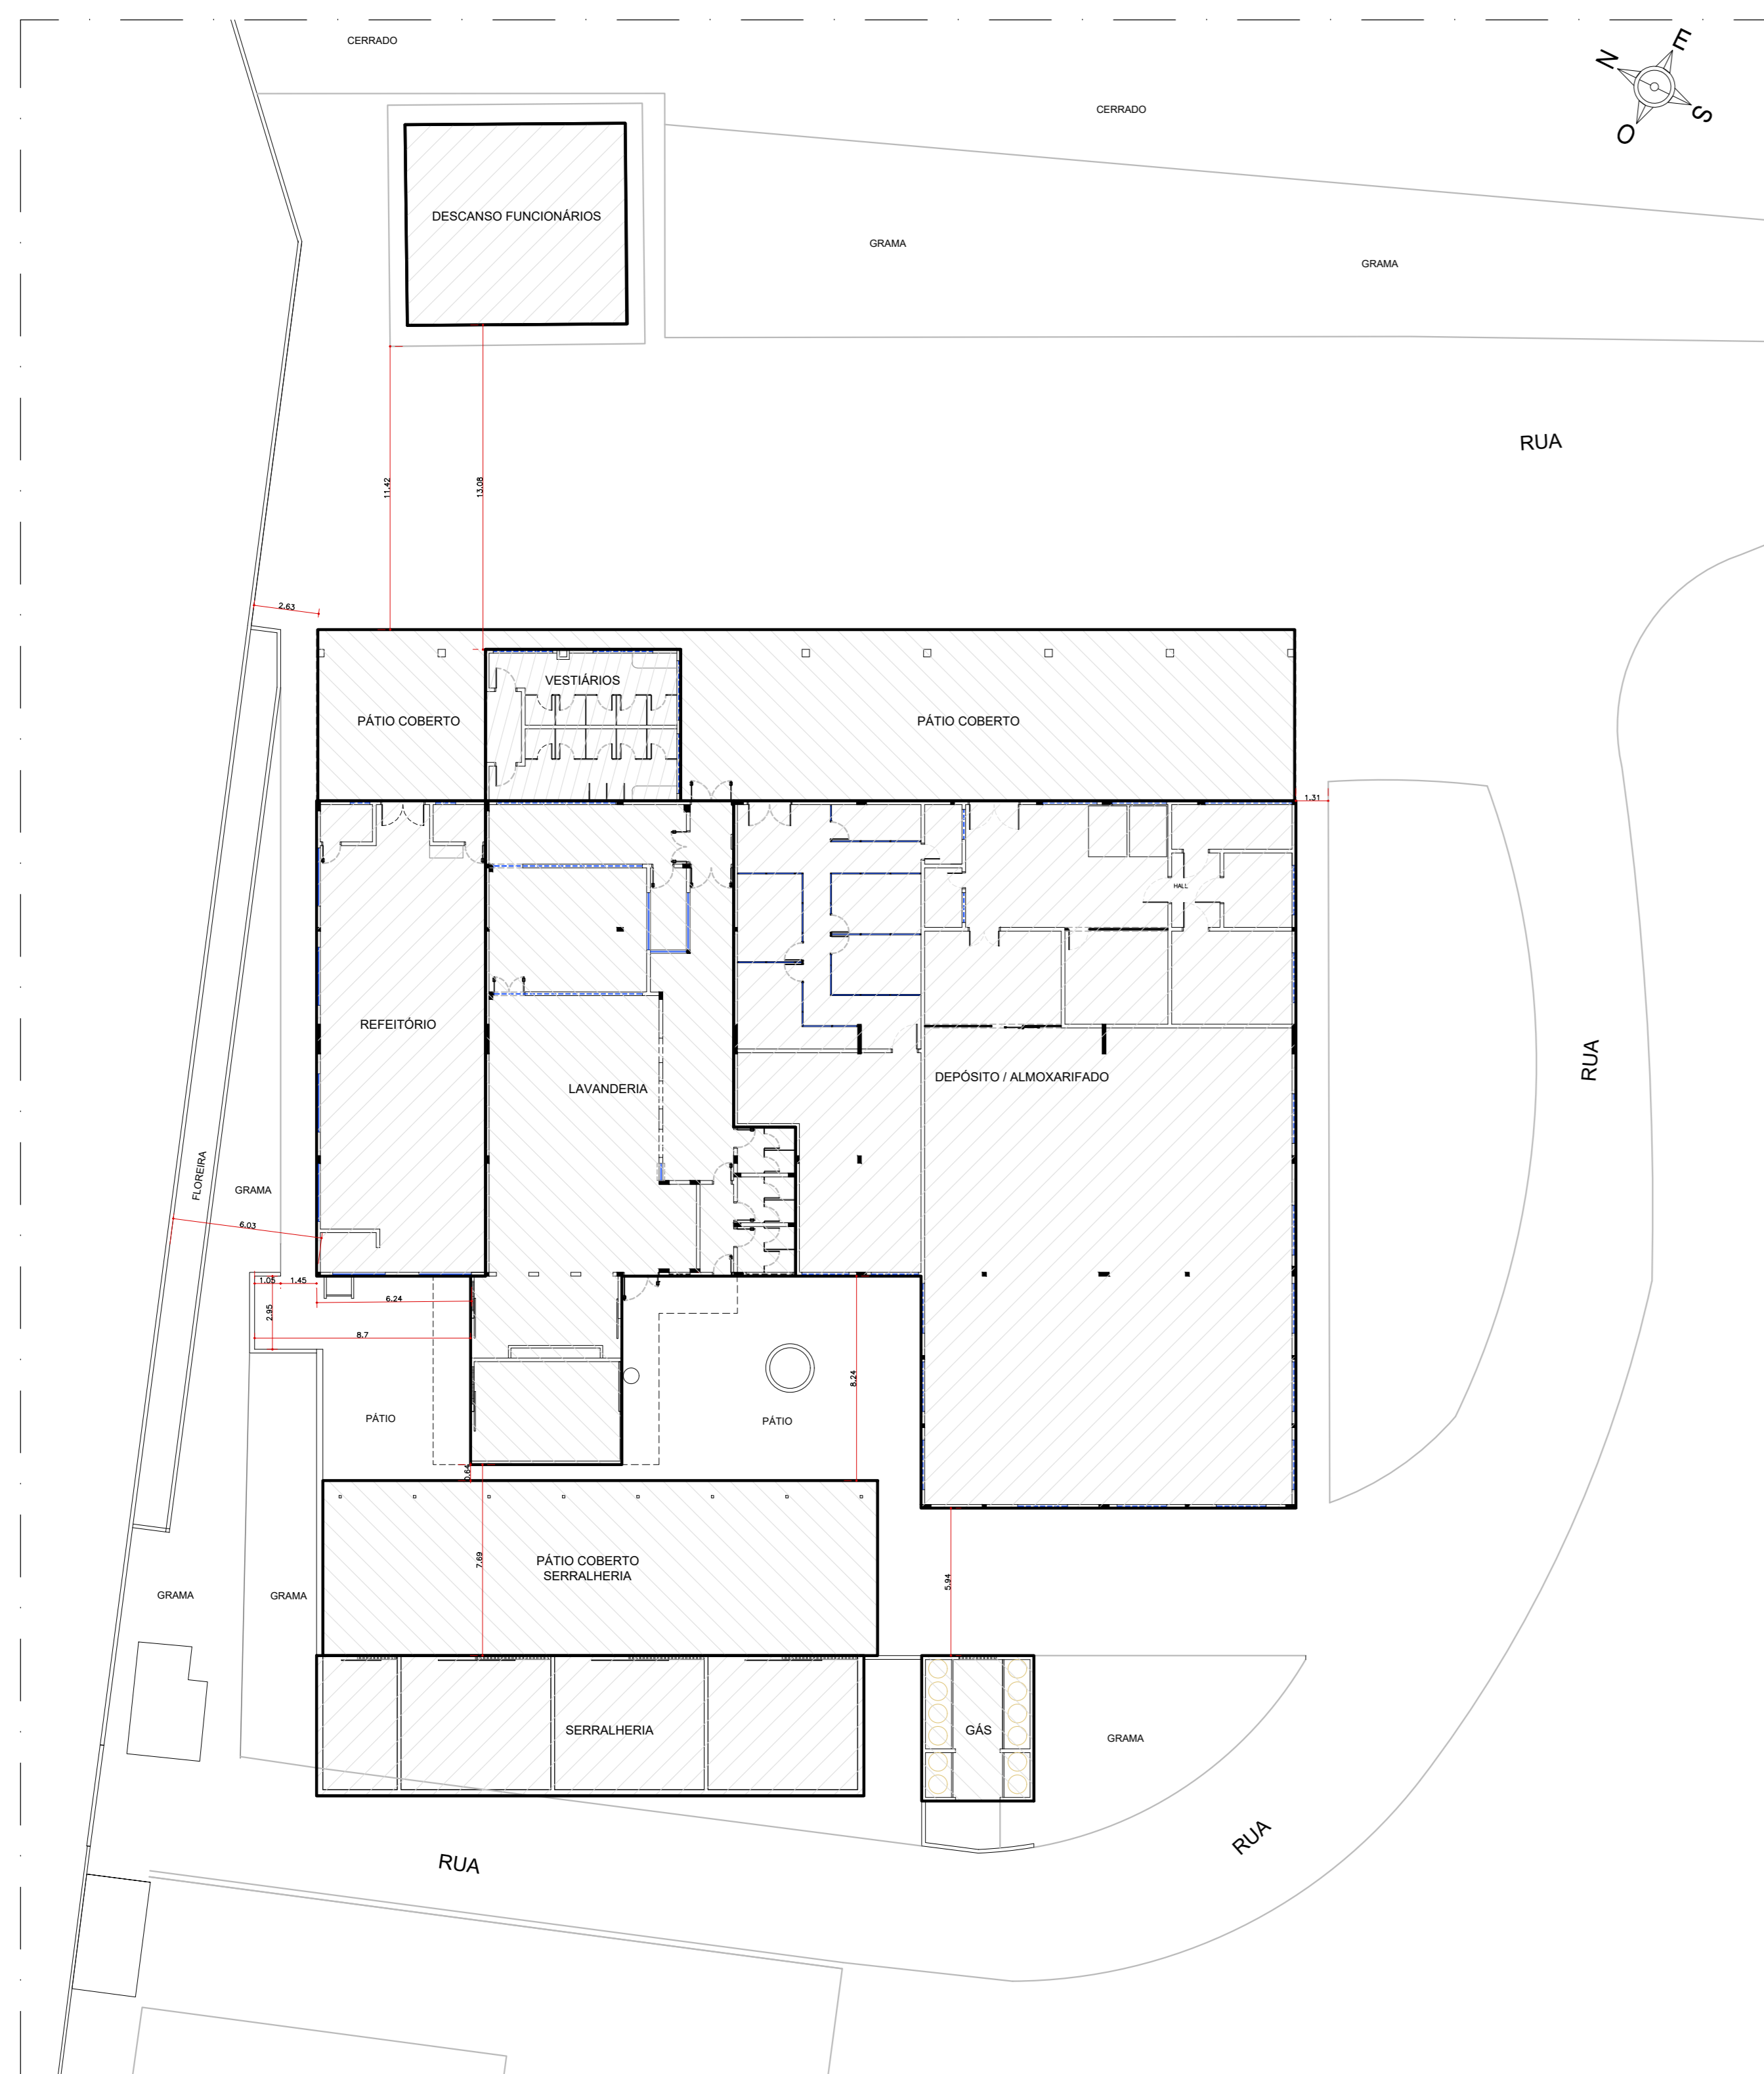 CERRADO
N
E
S
O
CERRADO
DESCANSO FUNCIONÁRIOS
GRAMA
GRAMA
RUA
11.42
13.08
2.63
VESTIÁRIOS
PÁTIO COBERTO
PÁTIO COBERTO
1.31
HALL
REFEITÓRIO
LAVANDERIA
DEPÓSITO / ALMOXARIFADO
RUA
FLOREIRA
GRAMA
6.03
1.05
1.45
6.24
2.95
8.7
8.24
PÁTIO
PÁTIO
0.64
7.69
PÁTIO COBERTO
SERRALHERIA
5.94
GRAMA
GRAMA
SERRALHERIA
GÁS
GRAMA
RUA
RUA